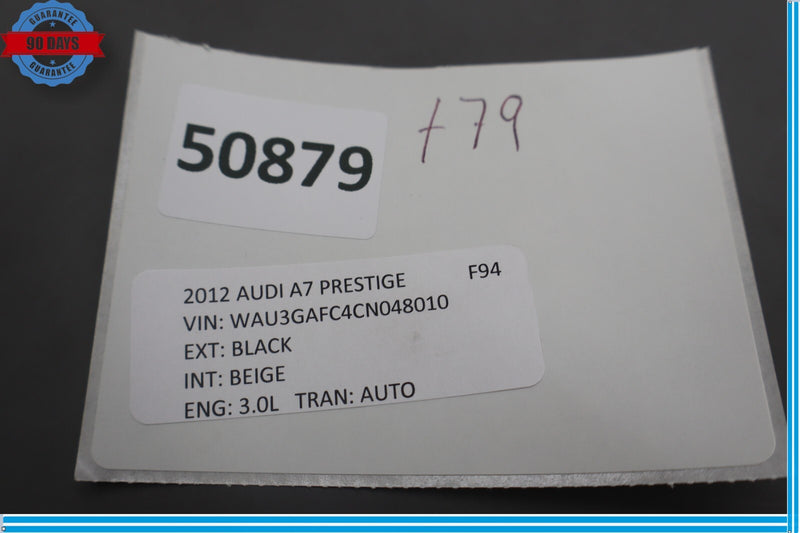 GUARANTEE
90 DAYS
GUARANTEE
50879
f79
2012 AUDI A7 PRESTIGE F94
VIN: WAU3GAFC4CN048010
EXT: BLACK
INT: BEIGE
ENG: 3.0L TRAN: AUTO